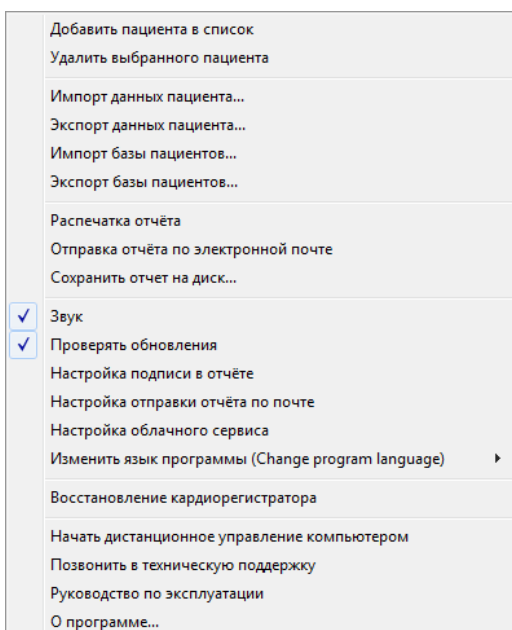 Добавить пациента в список
Удалить выбранного пациента
Импорт данных пациента...
Экспорт данных пациента...
Импорт базы пациентов...
Экспорт базы пациентов...
Распечатка отчёта
Отправка отчёта по электронной почте
Сохранить отчет на диск...
Звук
Проверять обновления
Настройка подписи в отчёте
Настройка отправки отчёта по почте
Настройка облачного сервиса
Изменить язык программы (Change program language)
Восстановление кардиорегистратора
Начать дистанционное управление компьютером
Позвонить в техническую поддержку
Руководство по эксплуатации
О программе...